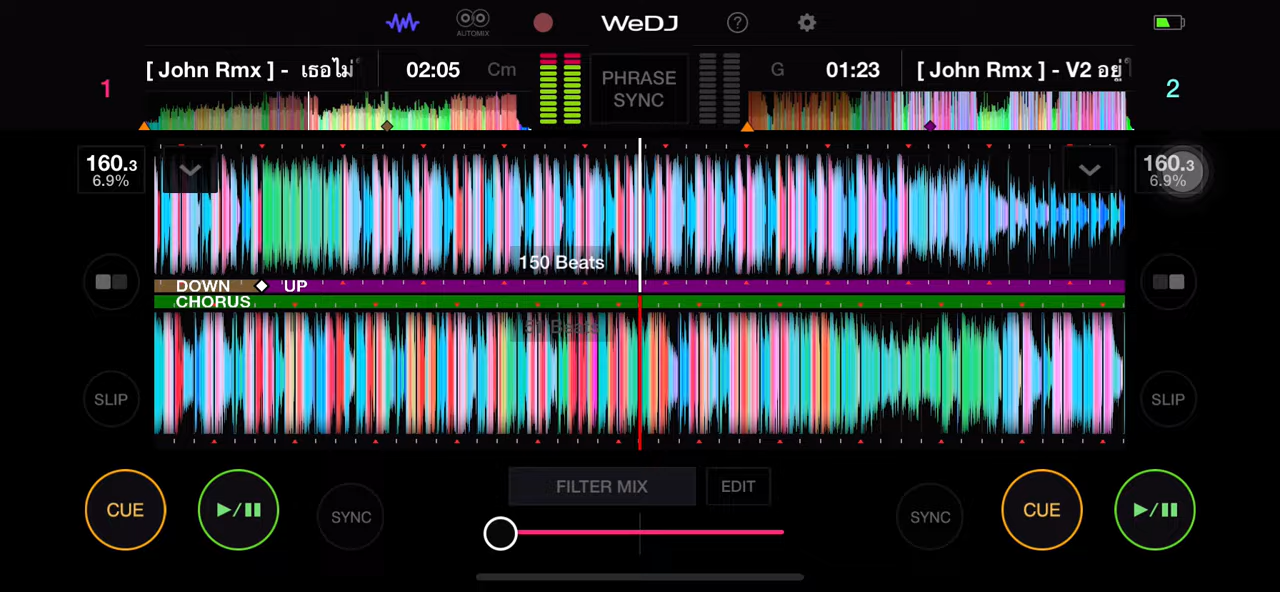 AUTOMIX
WeDJ
?
1
[ John Rmx ] - เธอไม่
02:05
Cm
PHRASE
SYNC
G
01:23
[ John Rmx ] - V2 อยู่
2
160.3
6.9%
160.3
6.9%
150 Beats
DOWN
UP
CHORUS
Beats
SLIP
SLIP
CUE
SYNC
FILTER MIX
EDIT
SYNC
CUE